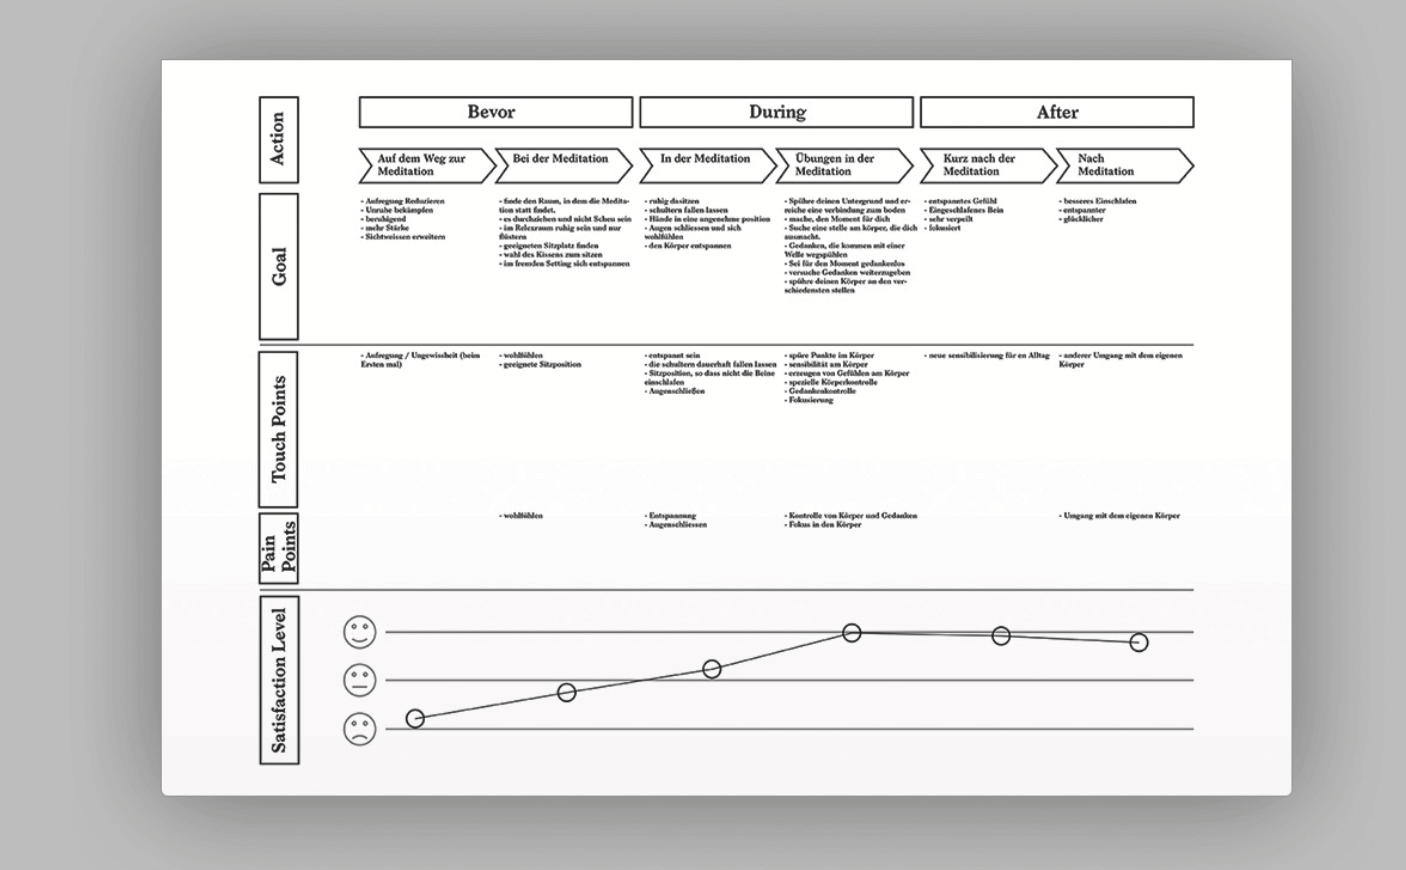 Action
Bevor
During
After
Auf dem Weg zur
Meditation
Bei der Meditation
In der Meditation
Übungen in der
Meditation
Kurz nach der
Meditation
Nach
Meditation
Goal
- Aufregung Reduzieren
- Unruhe bekämpfen
- beruhigend
- mehr Stärke
- Sichtweissen erweitern
- finde den Raum, in dem die Medita-
tion statt findet.
- es durchziehen und nicht Scheu sein
- im Relexraum ruhig sein und nur
flüstern
- geeigneten Sitzplatz finden
- wahl des Kissens zum sitzen
- im fremden Setting sich entspannen
- ruhig dasitzen
- schultern fallen lassen
- Hände in eine angenehme position
- Augen schliessen und sich
wohlfühlen
- den Körper entspannen
- Spühre deinen Untergrund und er-
reiche eine verbindung zum boden
- mache, den Moment für dich
- Suche eine stelle am körper, die dich
ausmacht.
- Gedanken, die kommen mit einer
Welle wegspühlen
- Sei für den Moment gedankenlos
- versuche Gedanken weiterzugeben
- spühre deinen Körper an den ver-
schiedensten stellen
- entspanntes Gefühl
- Eingeschlafenes Bein
- sehr verpeilt
- fokusiert
- besseres Einschlafen
- entspannter
- glücklicher
Touch Points
- Aufregung / Ungewissheit (beim
Ersten mal)
- wohlfühlen
- geeignete Sitzposition
- entspannt sein
- die schultern dauerhaft fallen lassen
- Sitzposition, so dass nicht die Beine
einschlafen
- Augenschließen
- spüre Punkte im Körper
- sensibilität am Körper
- erzeugen von Gefühlen am Körper
- spezielle Körperkontrolle
- Gedankenkontrolle
- Fokusierung
- neue sensibilisierung für en Alltag
- anderer Umgang mit dem eigenen
Körper
Pain
Points
- wohlfühlen
- Entspannung
- Augenschliessen
- Kontrolle von Körper und Gedanken
- Fokus in den Körper
- Umgang mit dem eigenen Körper
Satisfaction Level